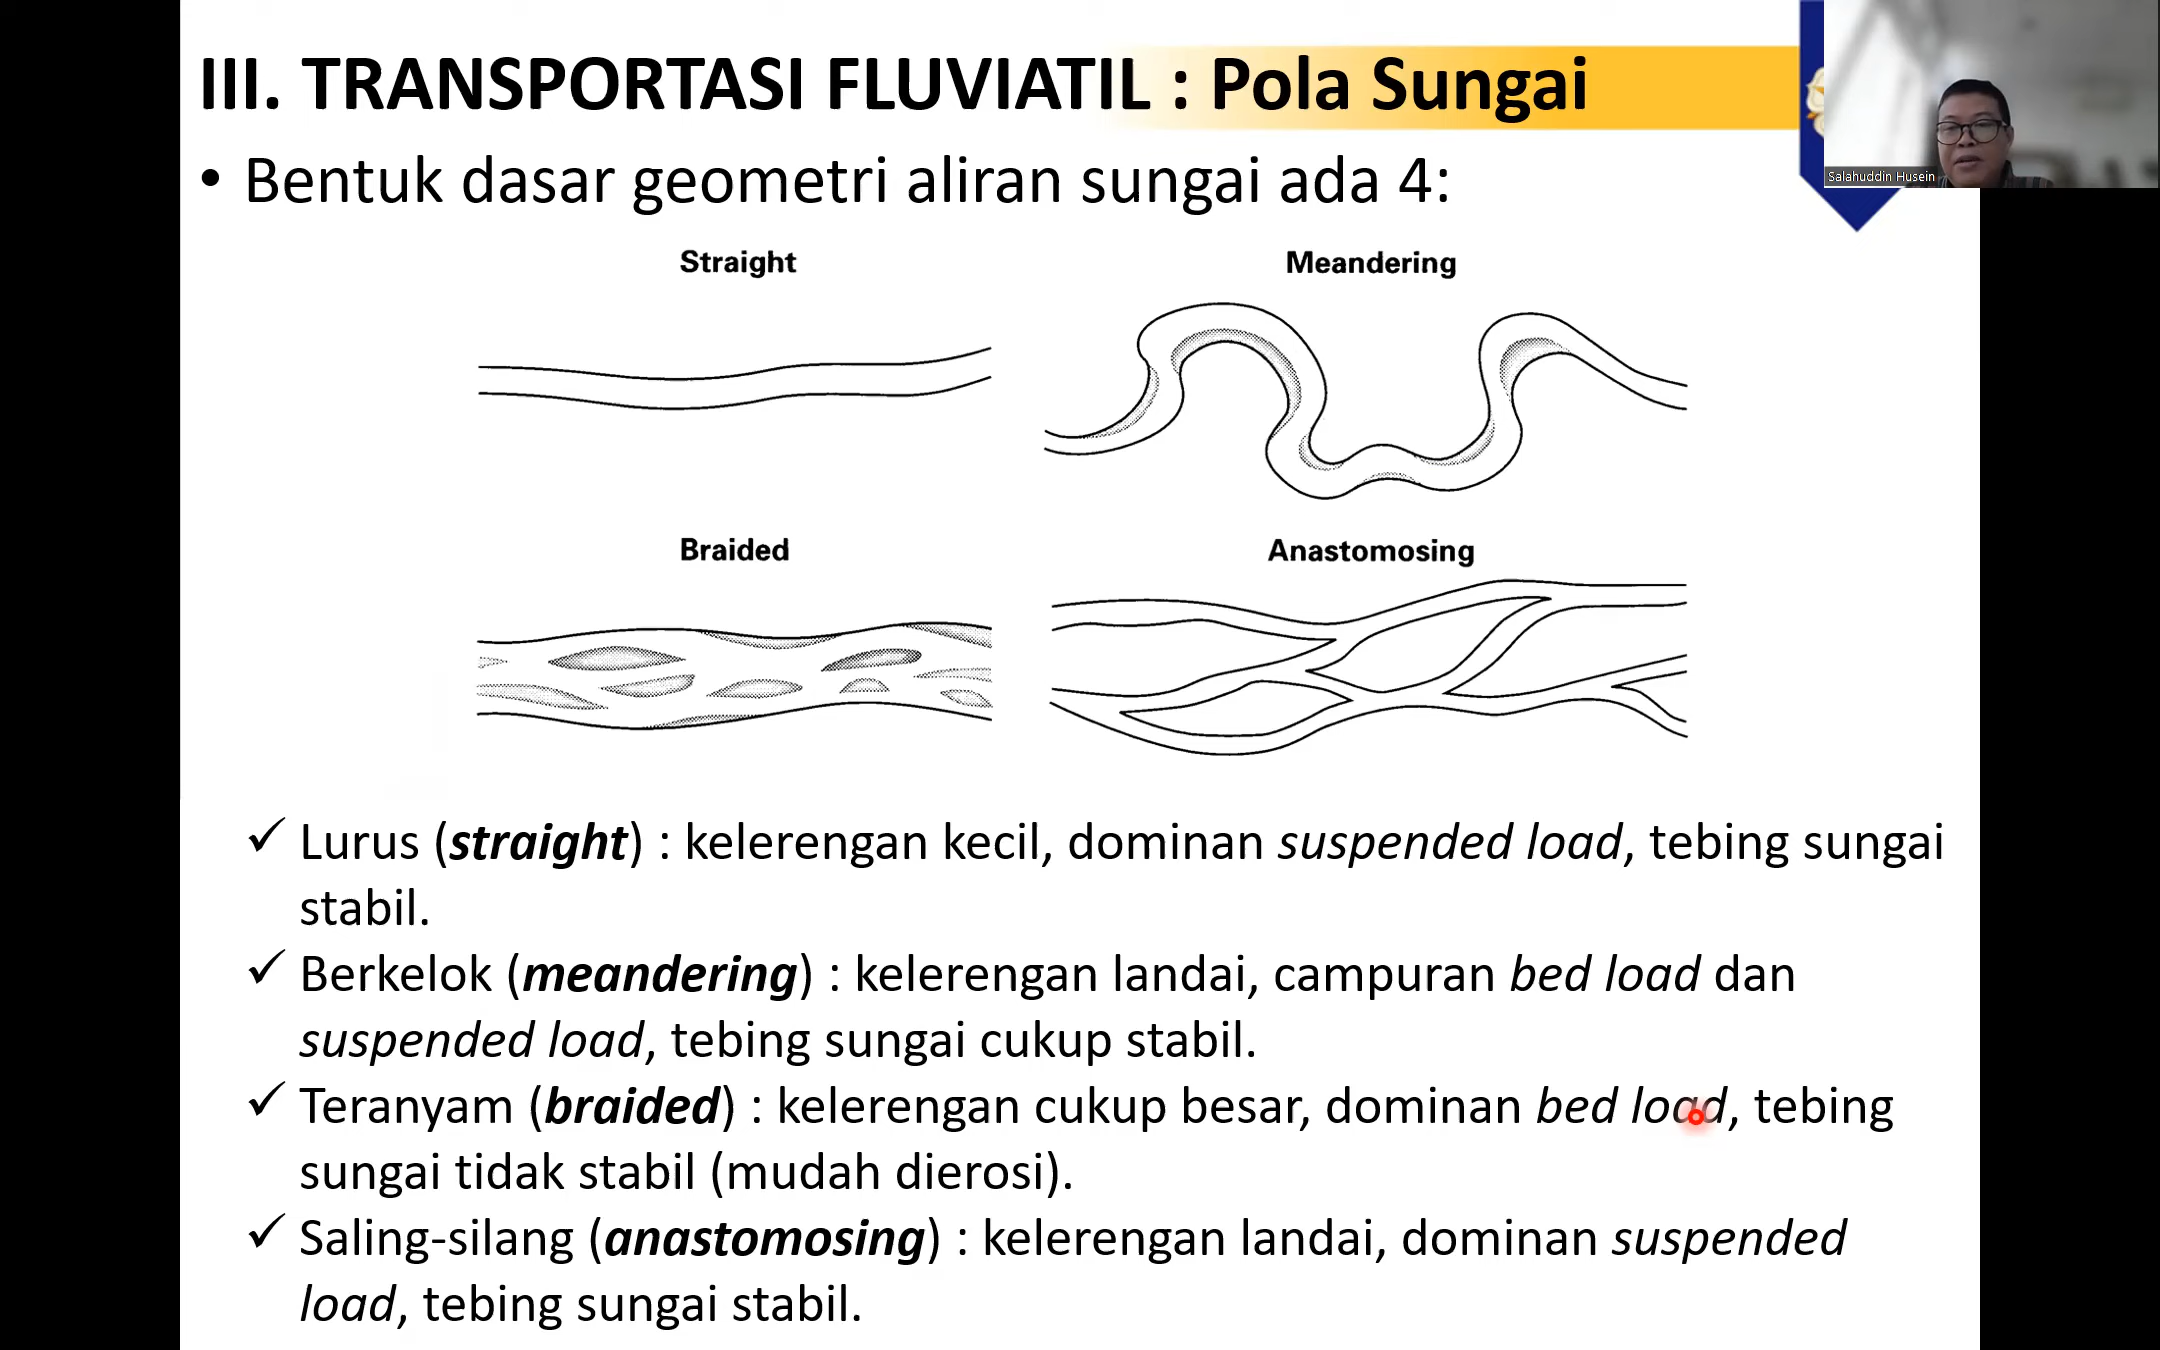 III. TRANSPORTASI FLUVIATIL : Pola Sungai
Salahuddin Husein
• Bentuk dasar geometri aliran sungai ada 4:
Straight
Meandering
Braided
Anastomosing
✓ Lurus (straight) : kelerengan kecil, dominan suspended load, tebing sungai
stabil.
✓ Berkelok (meandering) : kelerengan landai, campuran bed load dan
suspended load, tebing sungai cukup stabil.
✓ Teranyam (braided) : kelerengan cukup besar, dominan bed load, tebing
sungai tidak stabil (mudah dierosi).
✓ Saling-silang (anastomosing) : kelerengan landai, dominan suspended
load, tebing sungai stabil.